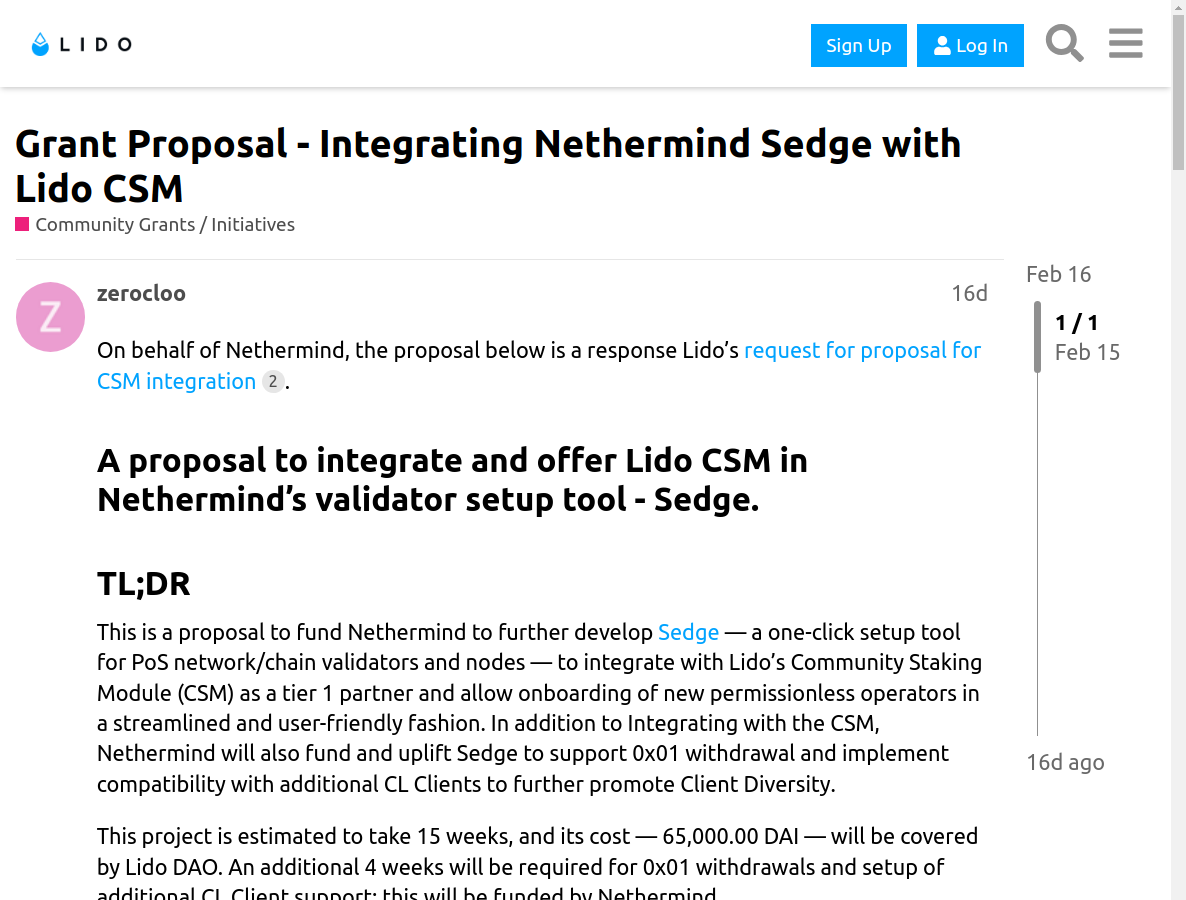 LIDO
Sign Up
Log In
Grant Proposal - Integrating Nethermind Sedge with
Lido CSM
Community Grants / Initiatives
Z
zerocloo
16d
Feb 16
1 / 1
Feb 15
On behalf of Nethermind, the proposal below is a response Lido’s request for proposal for
CSM integration 2.
A proposal to integrate and offer Lido CSM in
Nethermind’s validator setup tool - Sedge.
TL;DR
This is a proposal to fund Nethermind to further develop Sedge — a one-click setup tool
for PoS network/chain validators and nodes — to integrate with Lido’s Community Staking
Module (CSM) as a tier 1 partner and allow onboarding of new permissionless operators in
a streamlined and user-friendly fashion. In addition to Integrating with the CSM,
Nethermind will also fund and uplift Sedge to support 0x01 withdrawal and implement
compatibility with additional CL Clients to further promote Client Diversity.
16d ago
This project is estimated to take 15 weeks, and its cost — 65,000.00 DAI — will be covered
by Lido DAO. An additional 4 weeks will be required for 0x01 withdrawals and setup of
additional CL Client support; this will be funded by Nethermind.